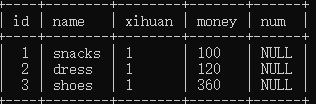 | id | name | xihuan | money | num |
| 1 | snacks | 1 | 100 | NULL |
| 2 | dress | 1 | 120 | NULL |
| 3 | shoes | 1 | 360 | NULL |